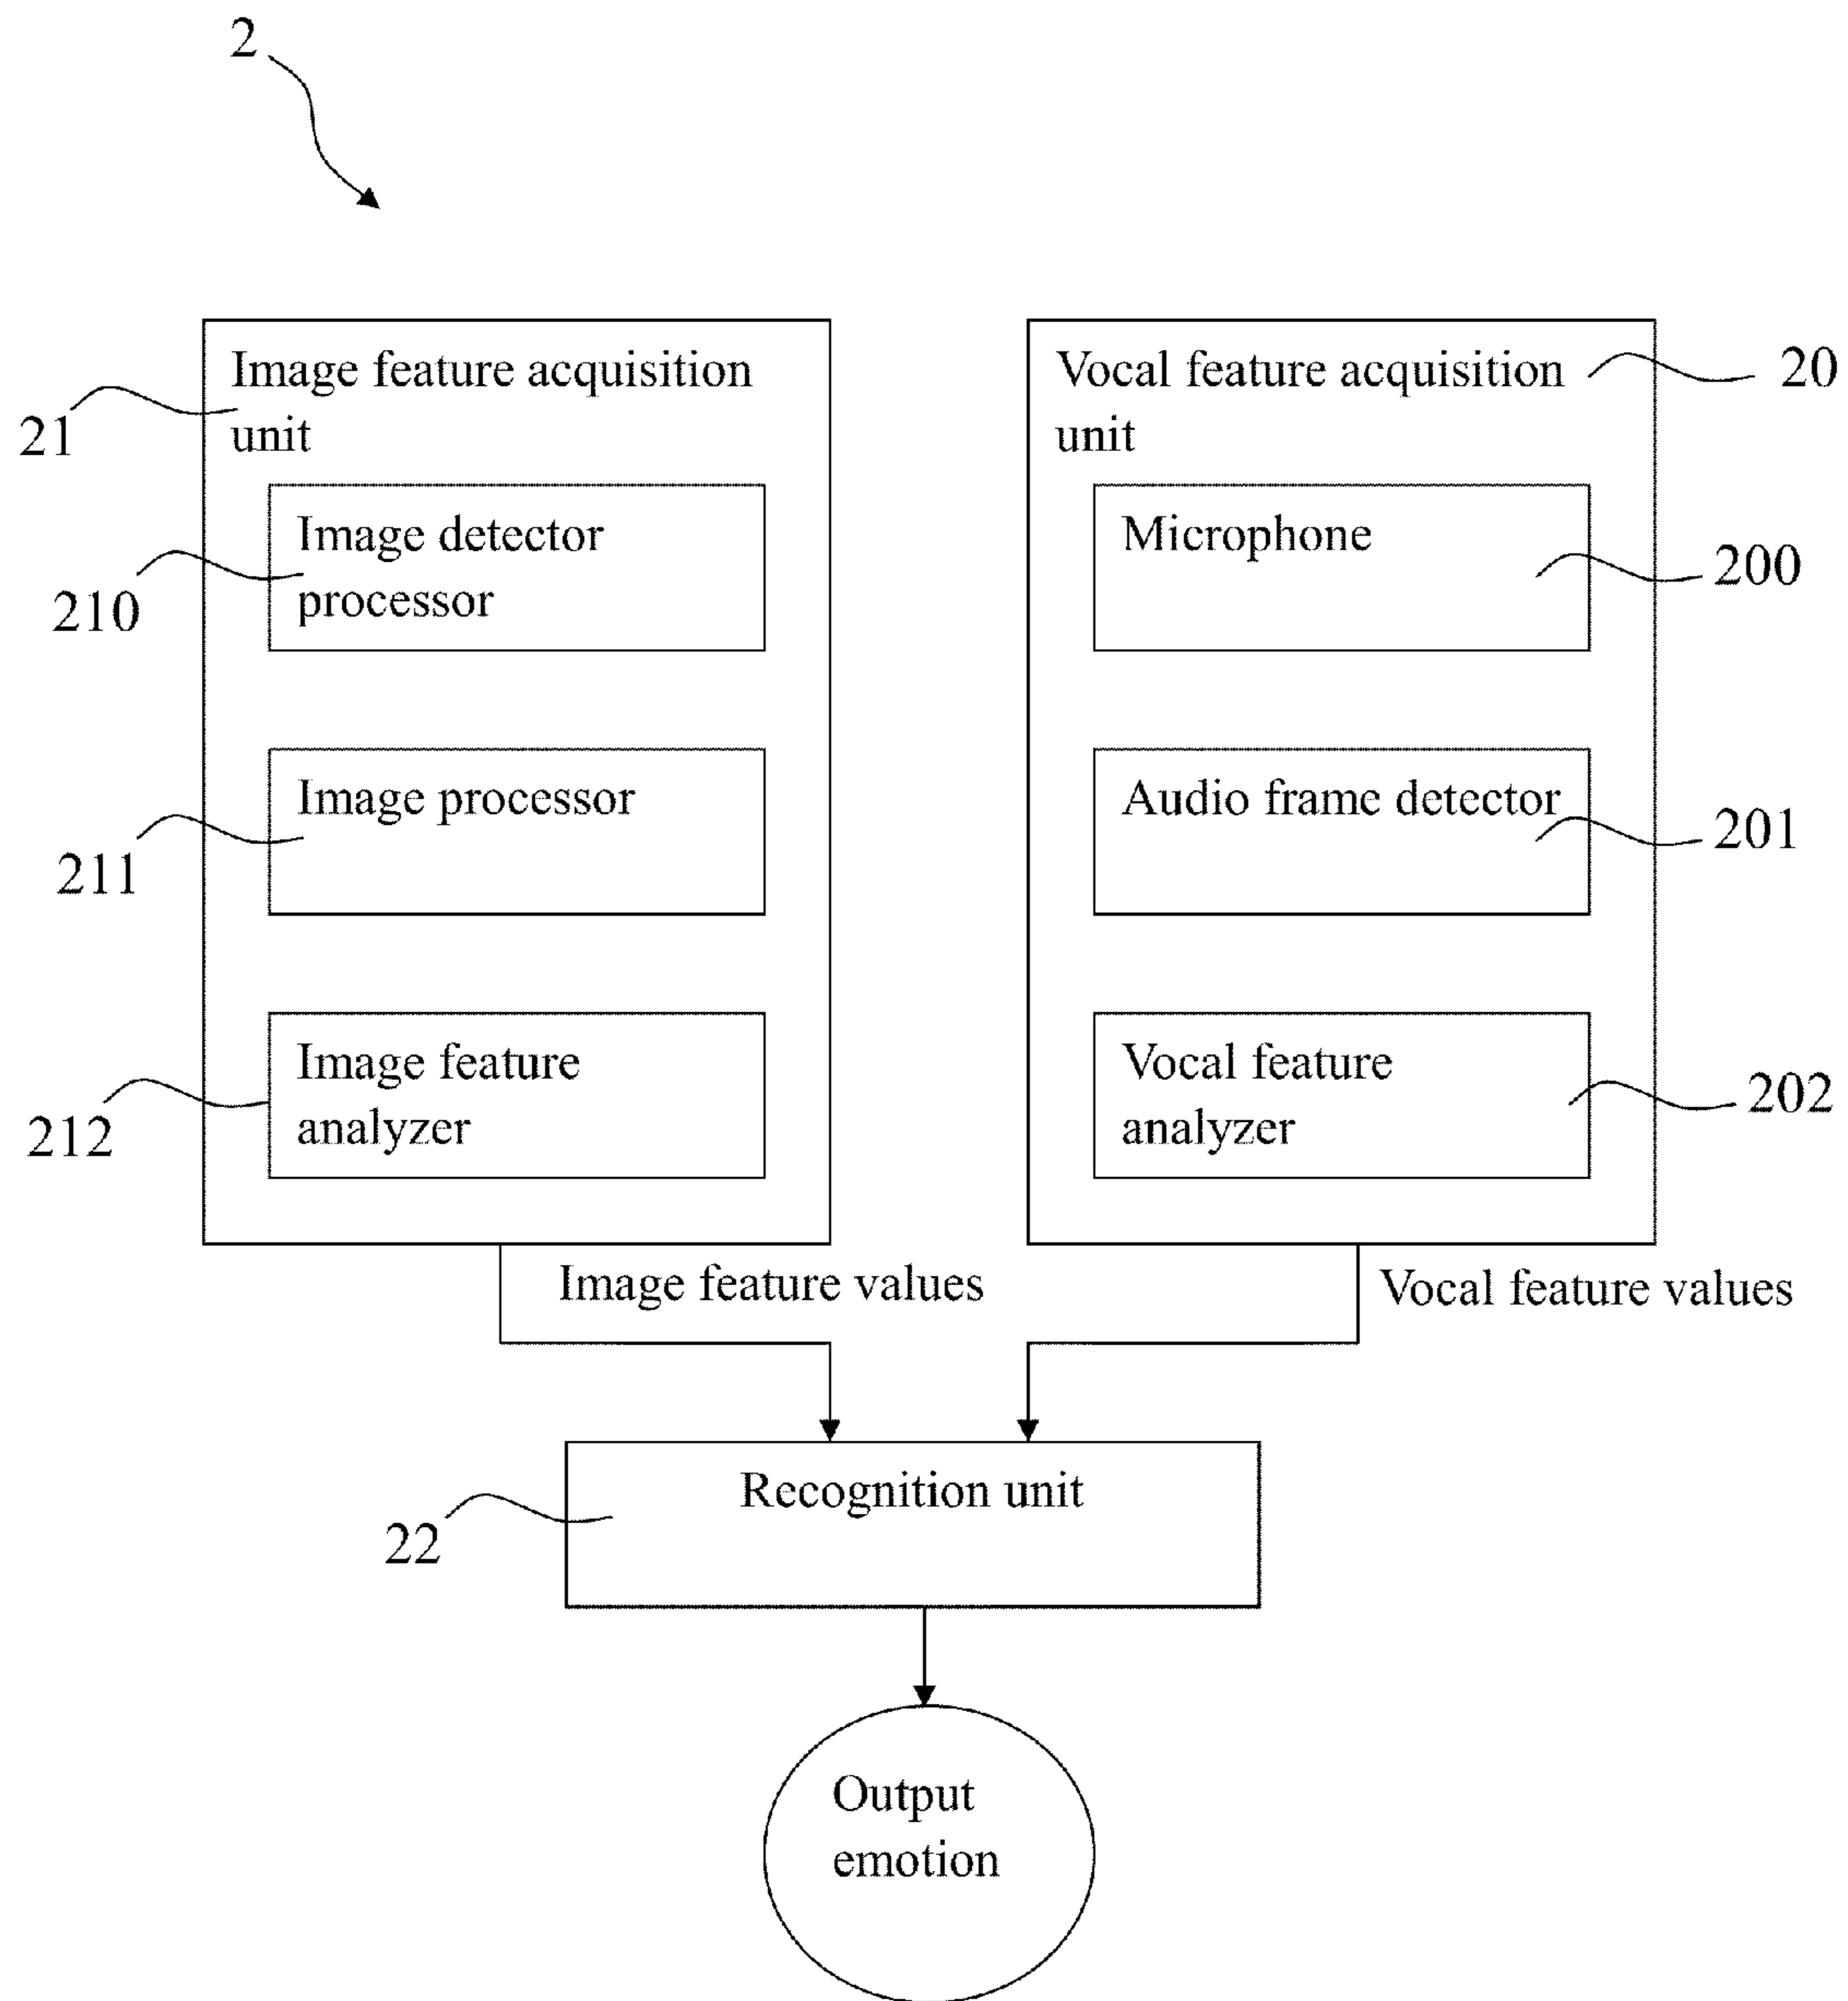 2
Image feature acquisition
unit
21
Image detector
processor
210
Image processor
211
Image feature
analyzer
212
Vocal feature acquisition
unit
20
Microphone
200
Audio frame detector
201
Vocal feature
analyzer
202
Image feature values
Vocal feature values
Recognition unit
22
Output
emotion